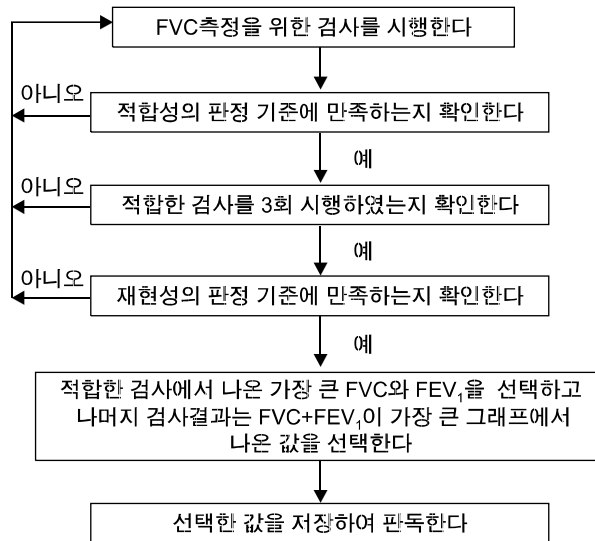 FVC측정을 위한 검사를 시행한다
아니오
적합성의 판정 기준에 만족하는지 확인한다
예
아니오
적합한 검사를 3회 시행하였는지 확인한다
예
아니오
재현성의 판정 기준에 만족하는지 확인한다
예
적합한 검사에서 나온 가장 큰 FVC와 FEV₁을 선택하고
나머지 검사결과는 FVC+FEV₁이 가장 큰 그래프에서
나온 값을 선택한다
선택한 값을 저장하여 판독한다